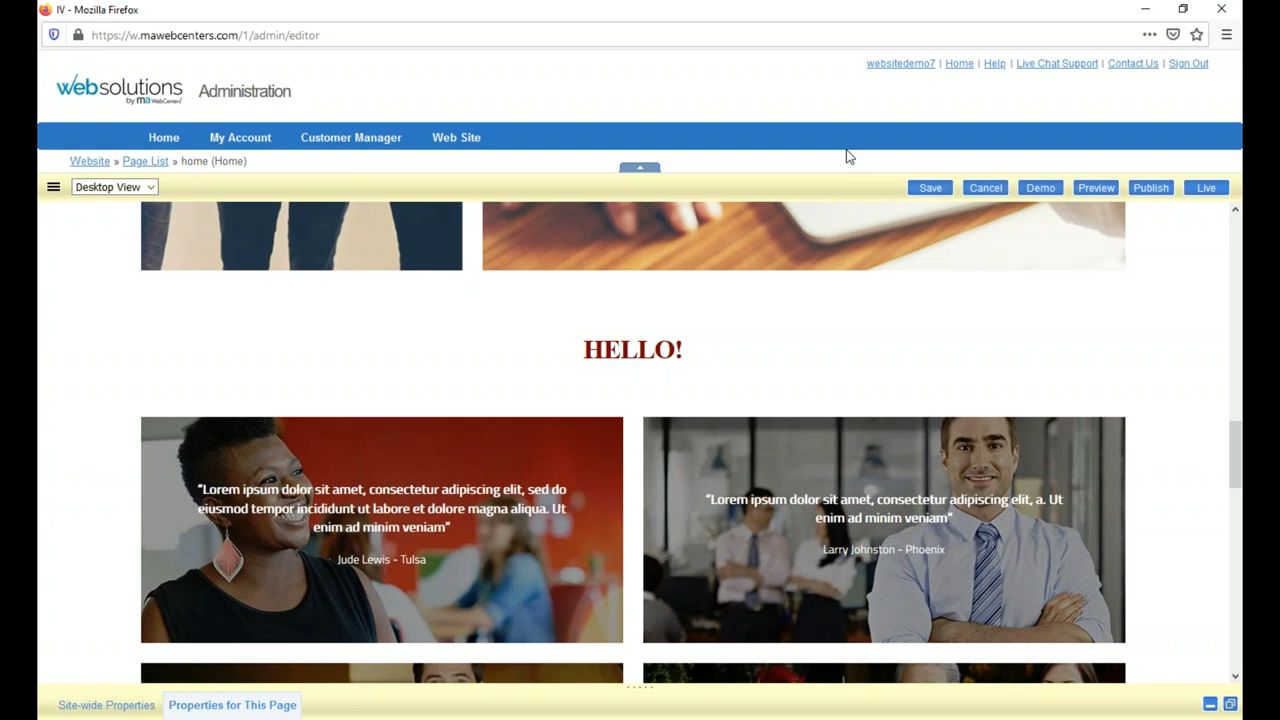 IV - Mozilla Firefox
https://w.mawebcenters.com/1/admin/editor
websitedemo7 | Home | Help | Live Chat Support | Contact Us | Sign Out
websolutions
by ma WebCenters
Administration
Home My Account Customer Manager Web Site
Website » Page List » home (Home)
Desktop View Save Cancel Demo Preview Publish Live
HELLO!
“Lorem ipsum dolor sit amet, consectetur adipiscing elit, sed do
eiusmod tempor incididunt ut labore et dolore magna aliqua. Ut
enim ad minim veniam”
Jude Lewis - Tulsa
“Lorem ipsum dolor sit amet, consectetur adipiscing elit, a. Ut
enim ad minim veniam”
Larry Johnston - Phoenix
Site-wide Properties Properties for This Page